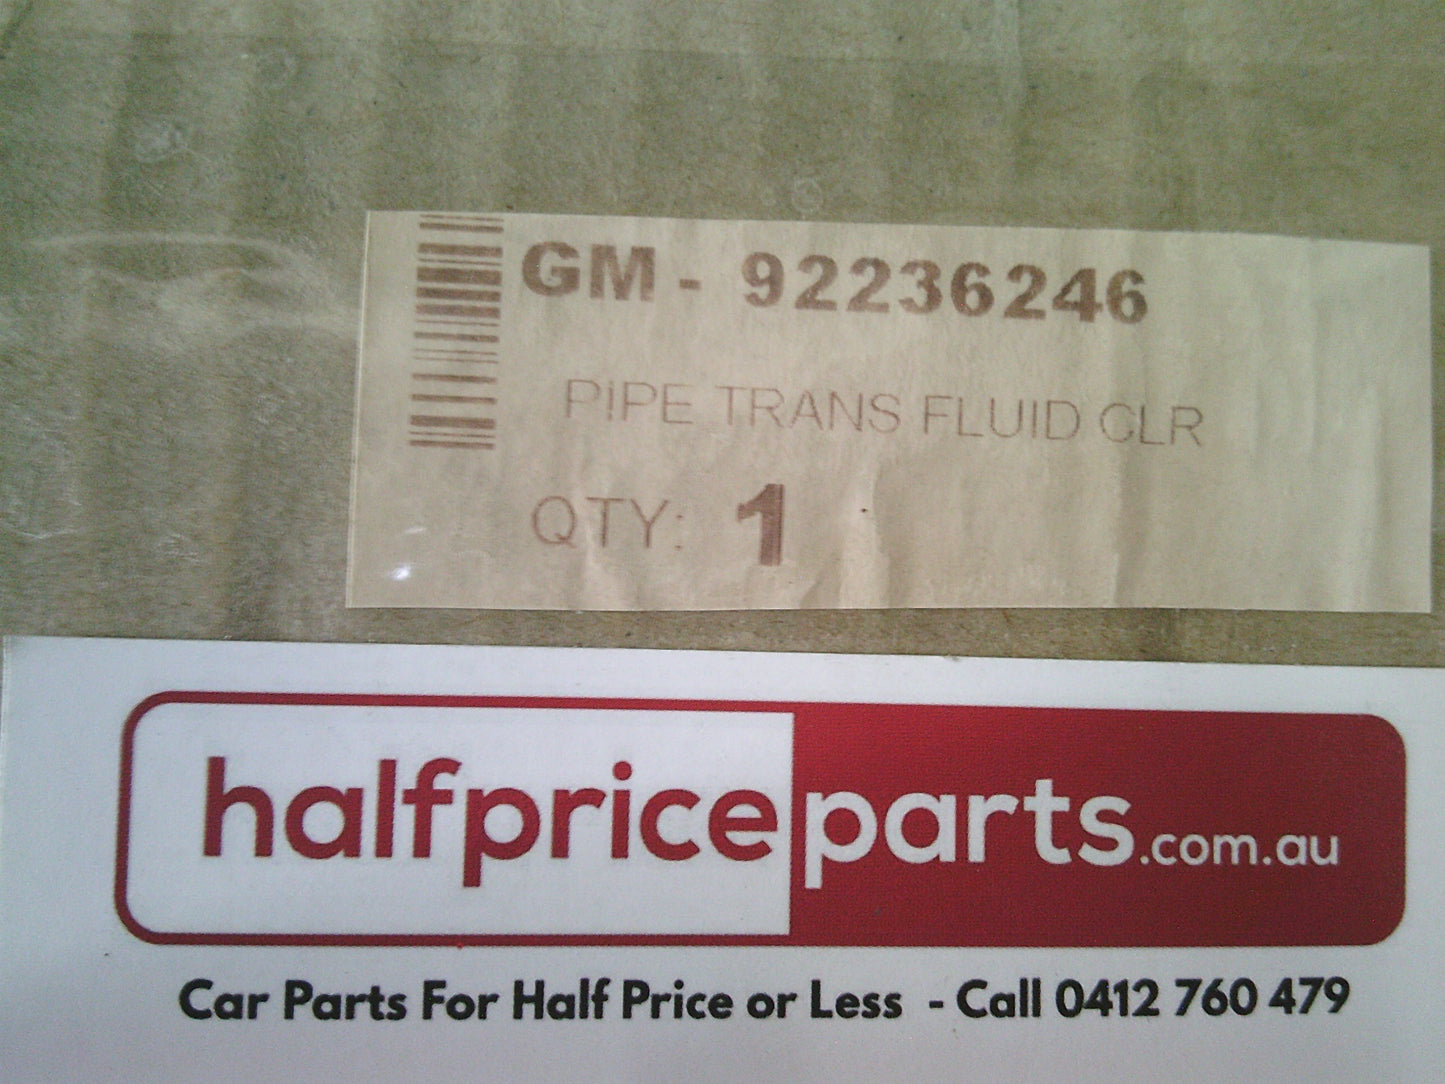 GM - 92236246
PIPE TRANS FLUID CLR
QTY: 1
halfpriceparts.com.au
Car Parts For Half Price or Less - Call 0412 760 479